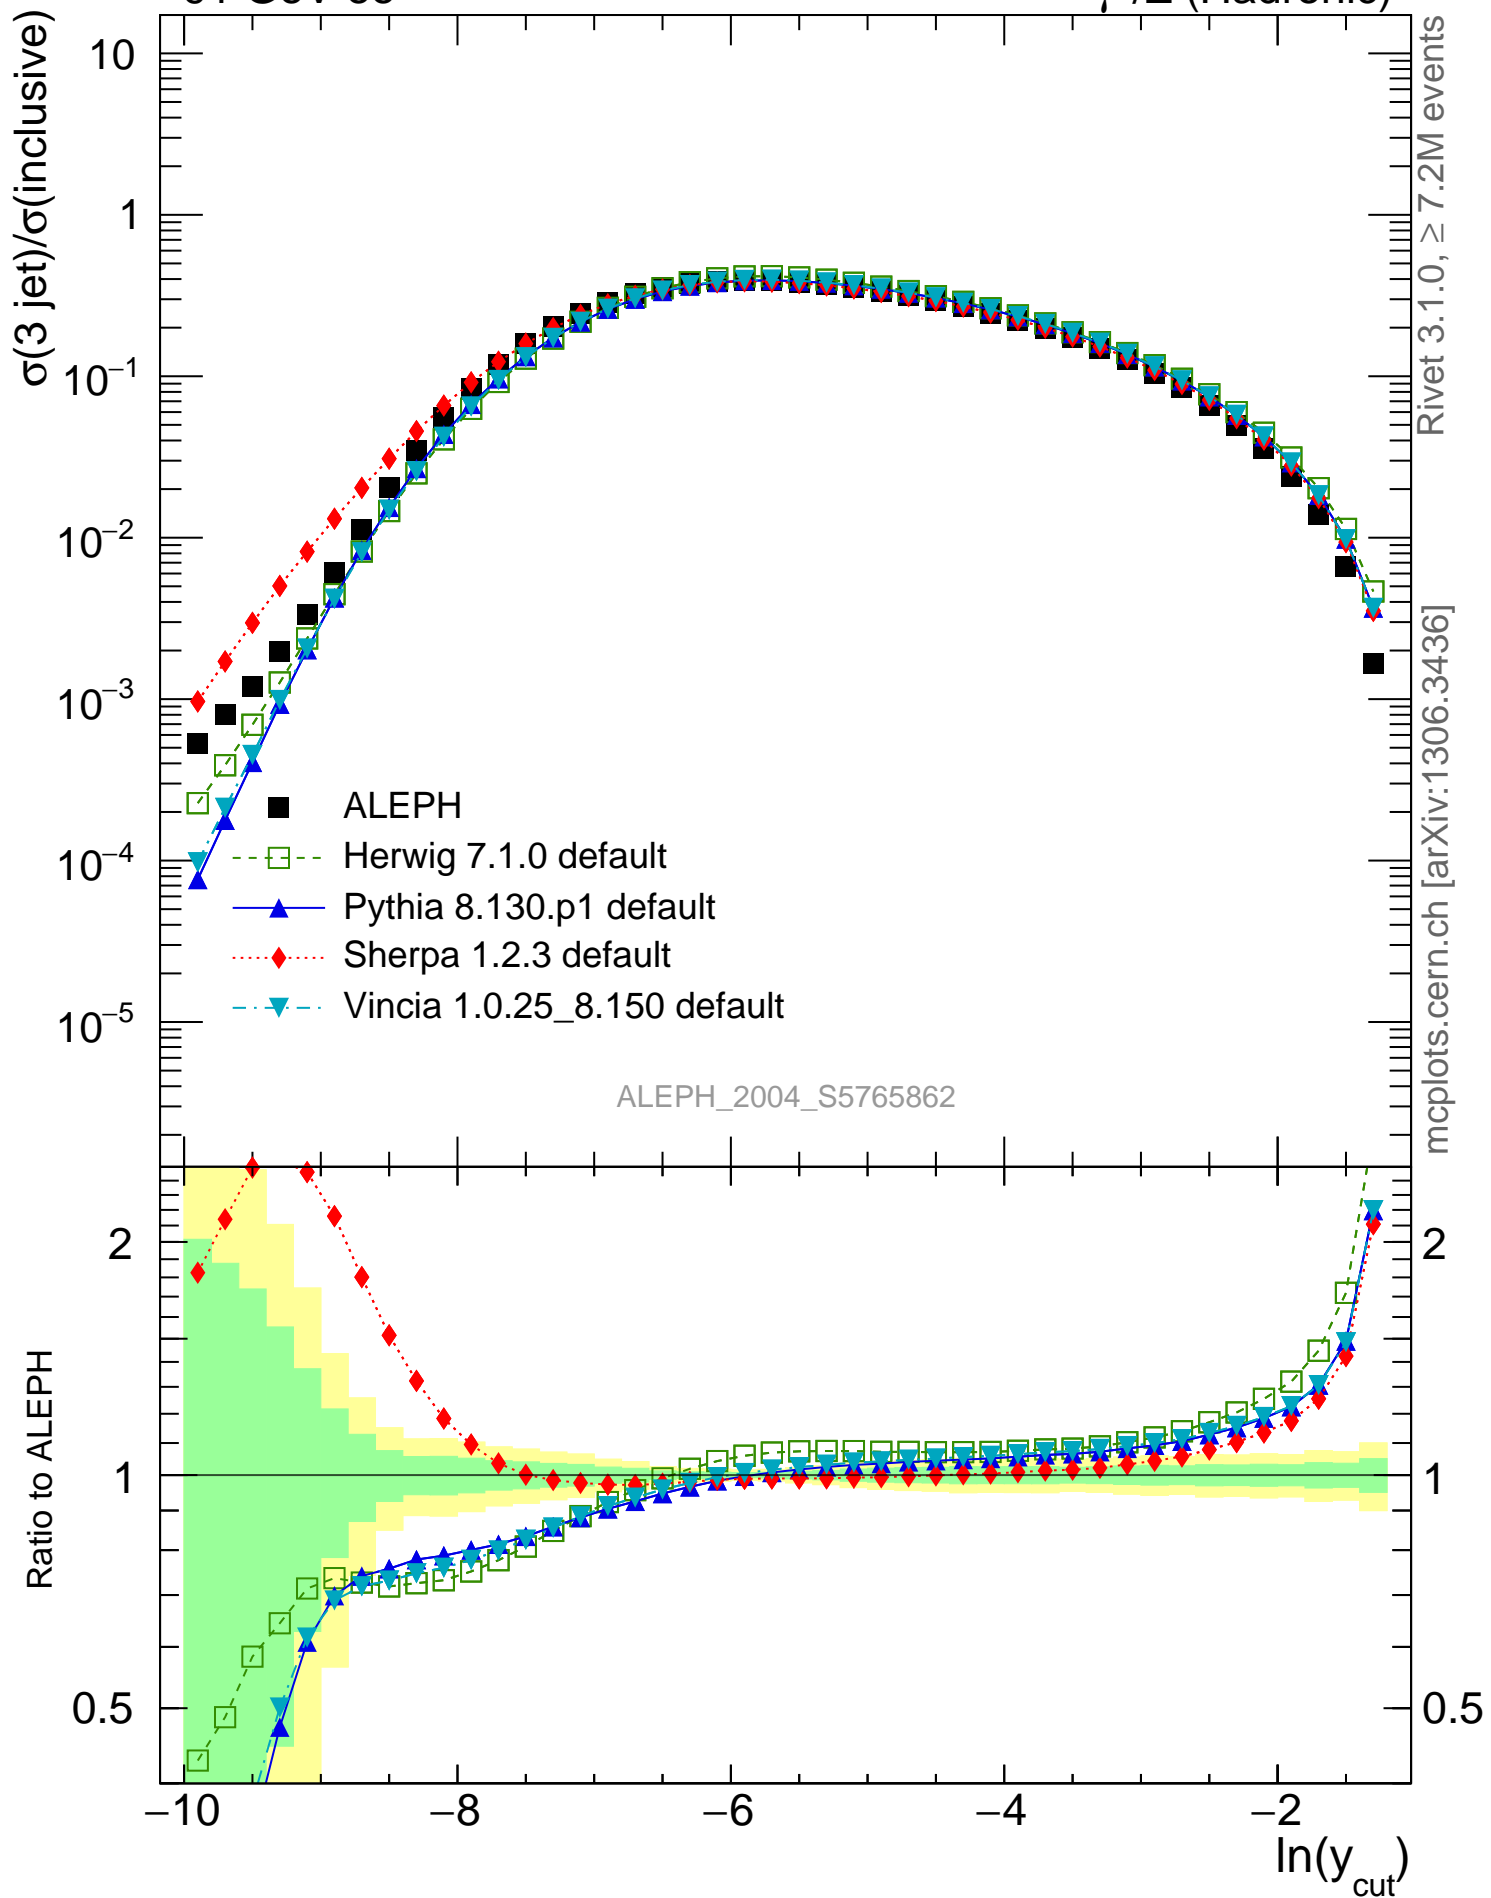 σ(3 jet)/σ(inclusive)
10
1
10⁻¹
10⁻²
10⁻³
10⁻⁴
10⁻⁵
ALEPH
Herwig 7.1.0 default
Pythia 8.130.p1 default
Sherpa 1.2.3 default
Vincia 1.0.25_8.150 default
ALEPH_2004_S5765862
Rivet 3.1.0, ≥ 7.2M events
mcplots.cern.ch [arXiv:1306.3436]
Ratio to ALEPH
2
1
0.5
2
1
0.5
−10
−8
−6
−4
−2
ln(y_cut)